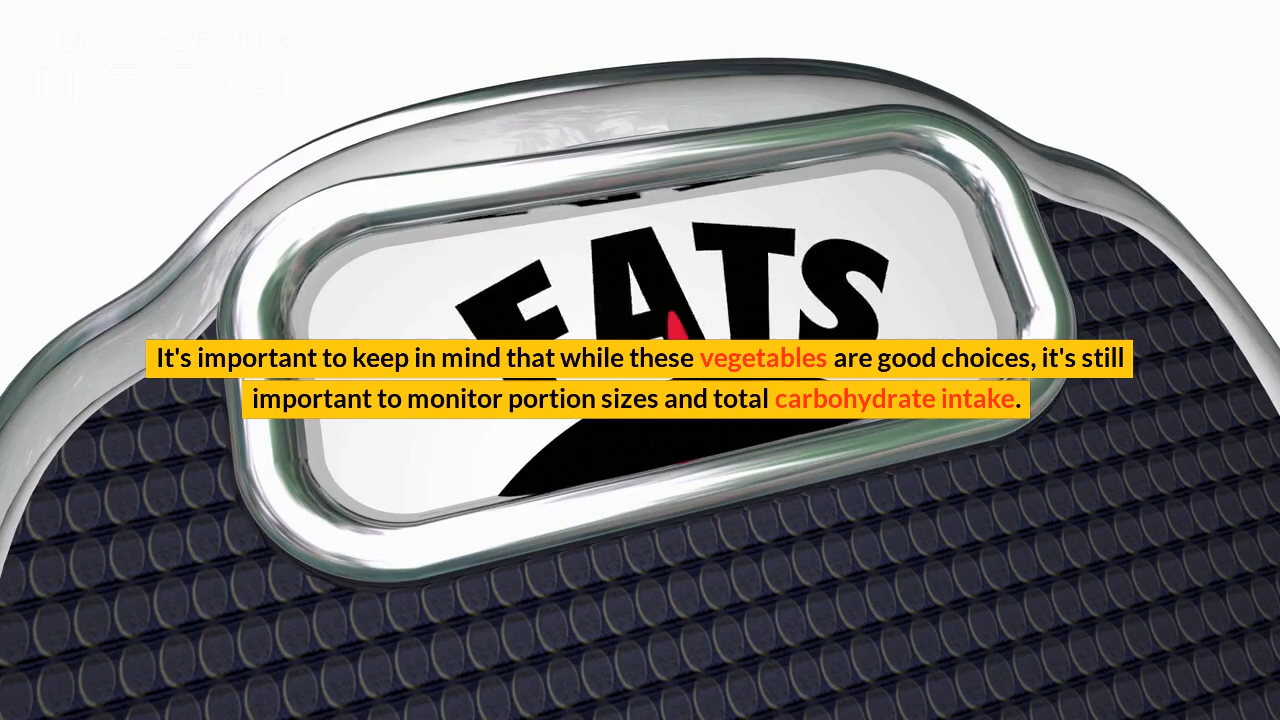 EATS
It's important to keep in mind that while these vegetables are good choices, it's still
important to monitor portion sizes and total carbohydrate intake.